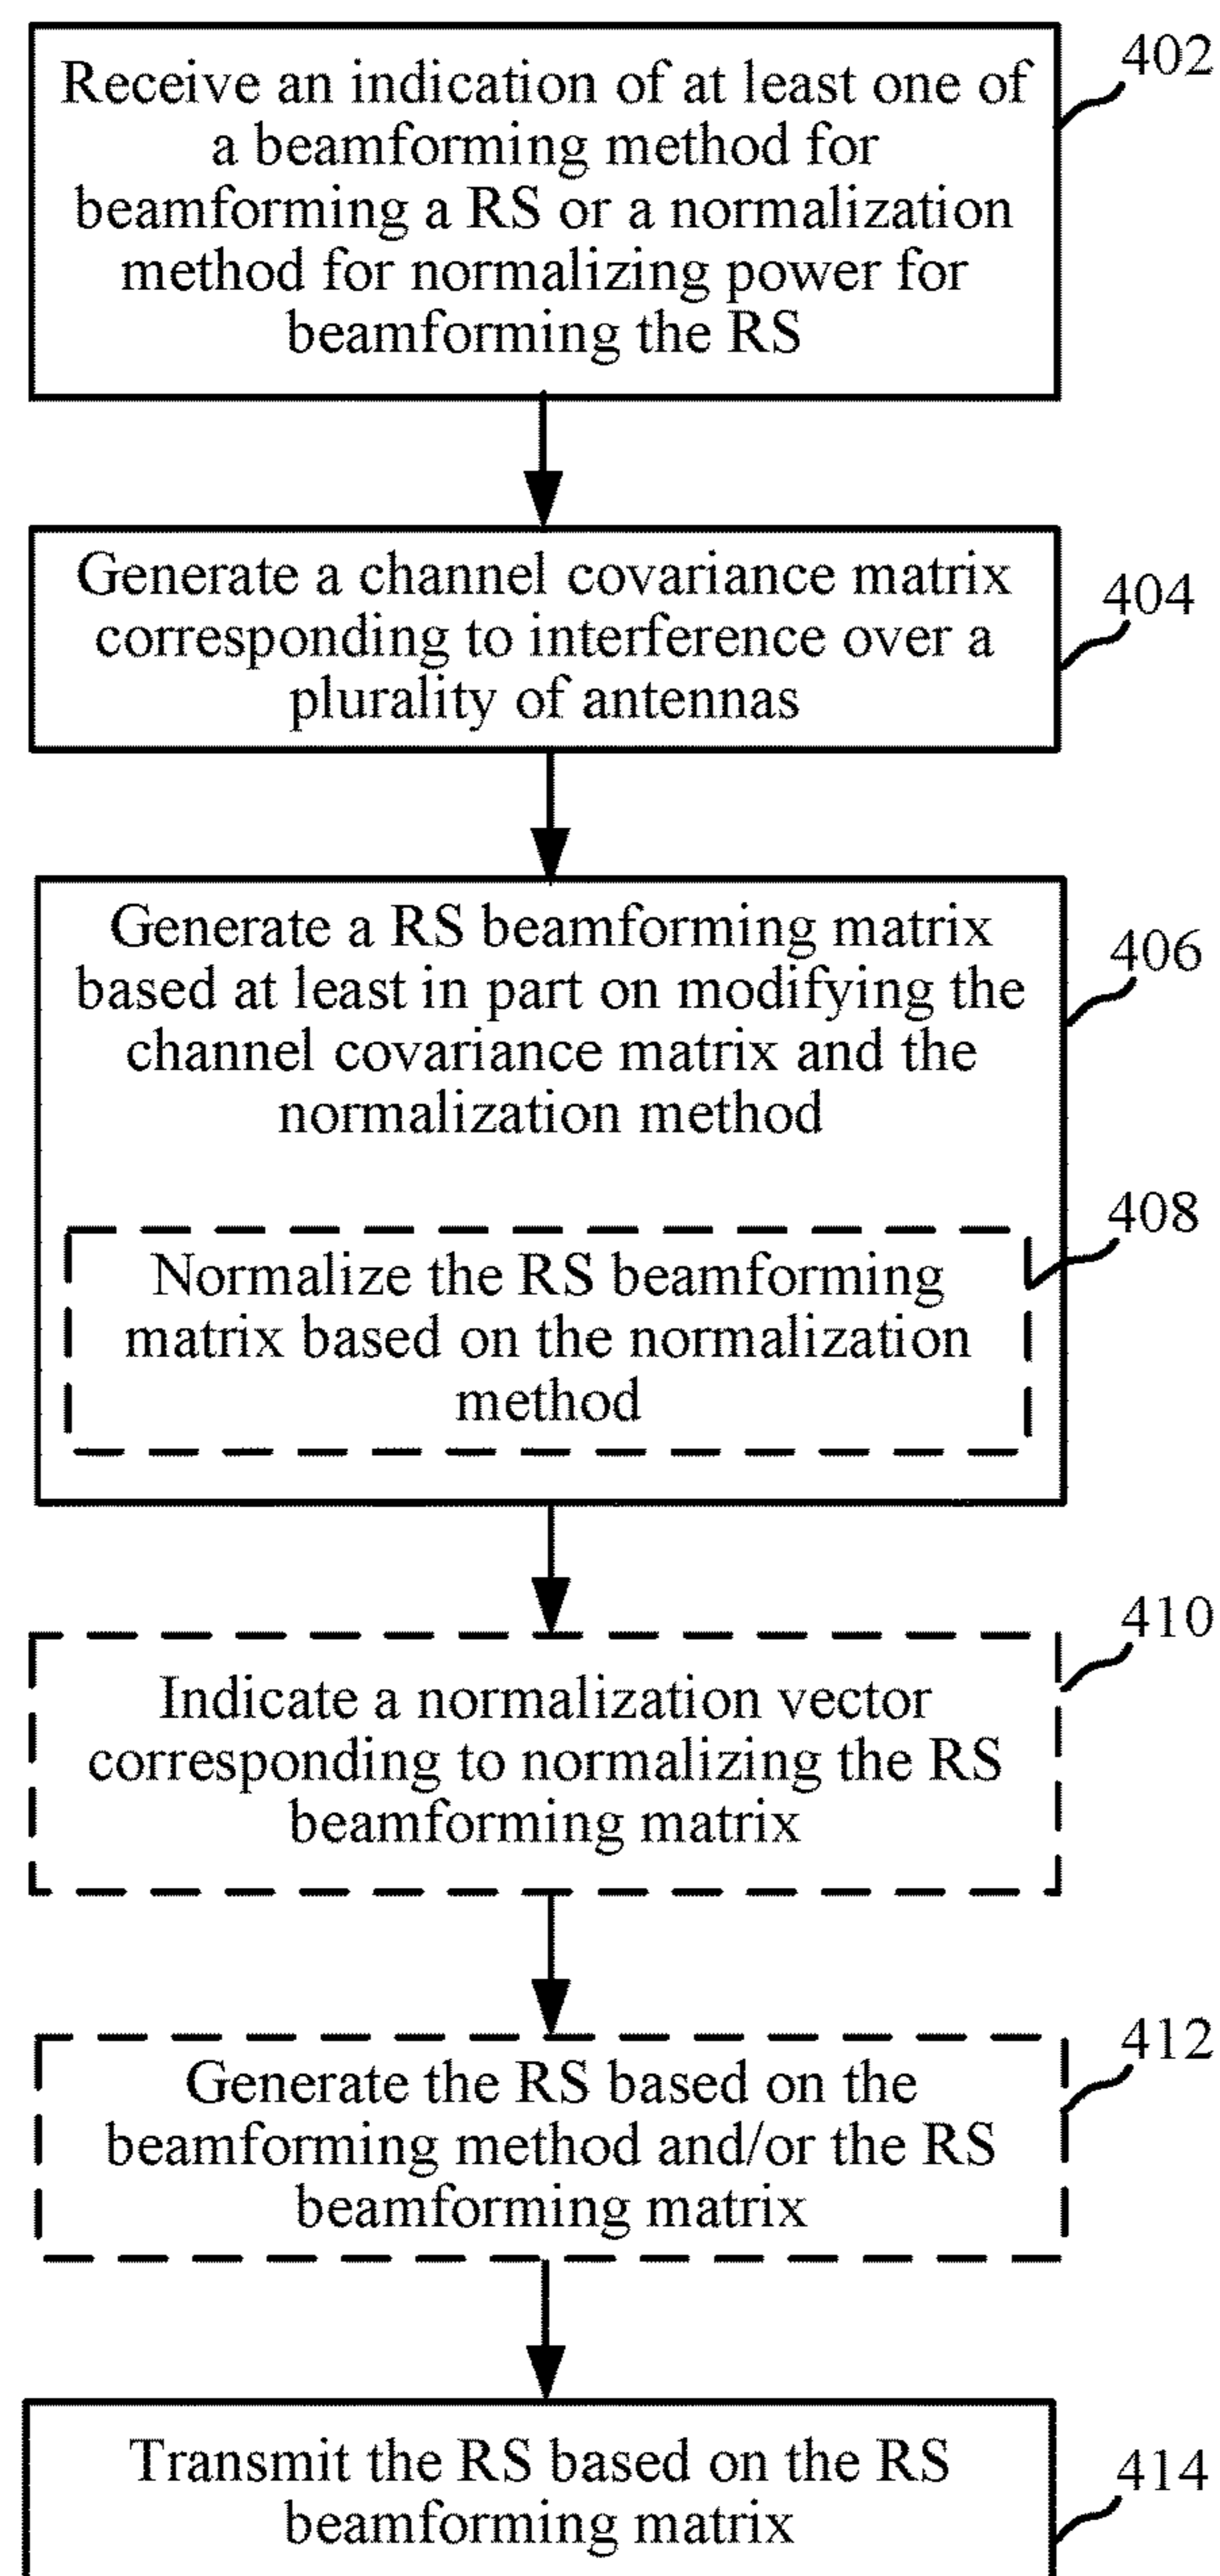 Receive an indication of at least one of
a beamforming method for
beamforming a RS or a normalization
method for normalizing power for
beamforming the RS
402
Generate a channel covariance matrix
corresponding to interference over a
plurality of antennas
404
Generate a RS beamforming matrix
based at least in part on modifying the
channel covariance matrix and the
normalization method
406
Normalize the RS beamforming
matrix based on the normalization
method
408
Indicate a normalization vector
corresponding to normalizing the RS
beamforming matrix
410
Generate the RS based on the
beamforming method and/or the RS
beamforming matrix
412
Transmit the RS based on the RS
beamforming matrix
414